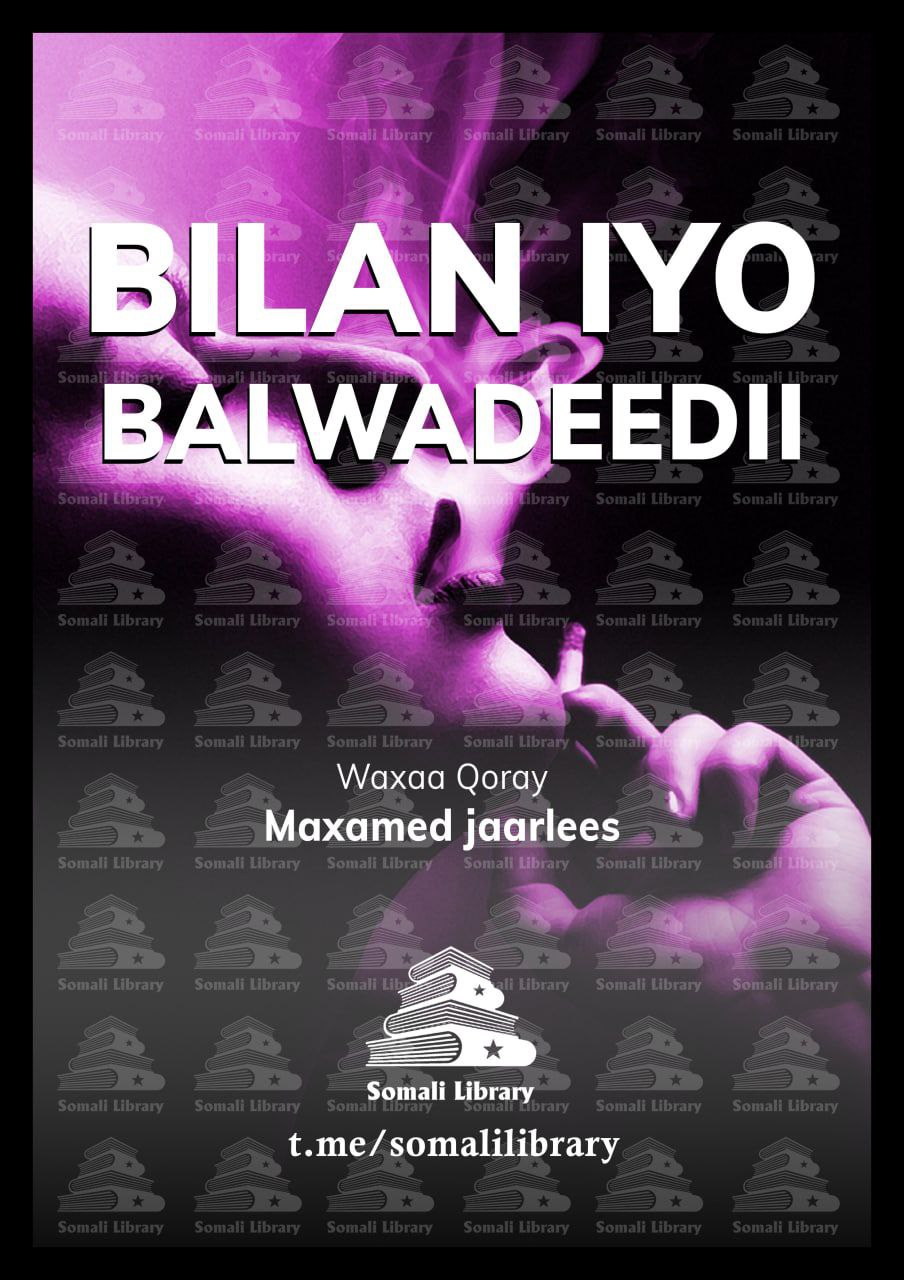 BILAN IYO
BALWADEEDII
Waxaa Qoray
Maxamed jaarlees
Somali Library
t.me/somalilibrary